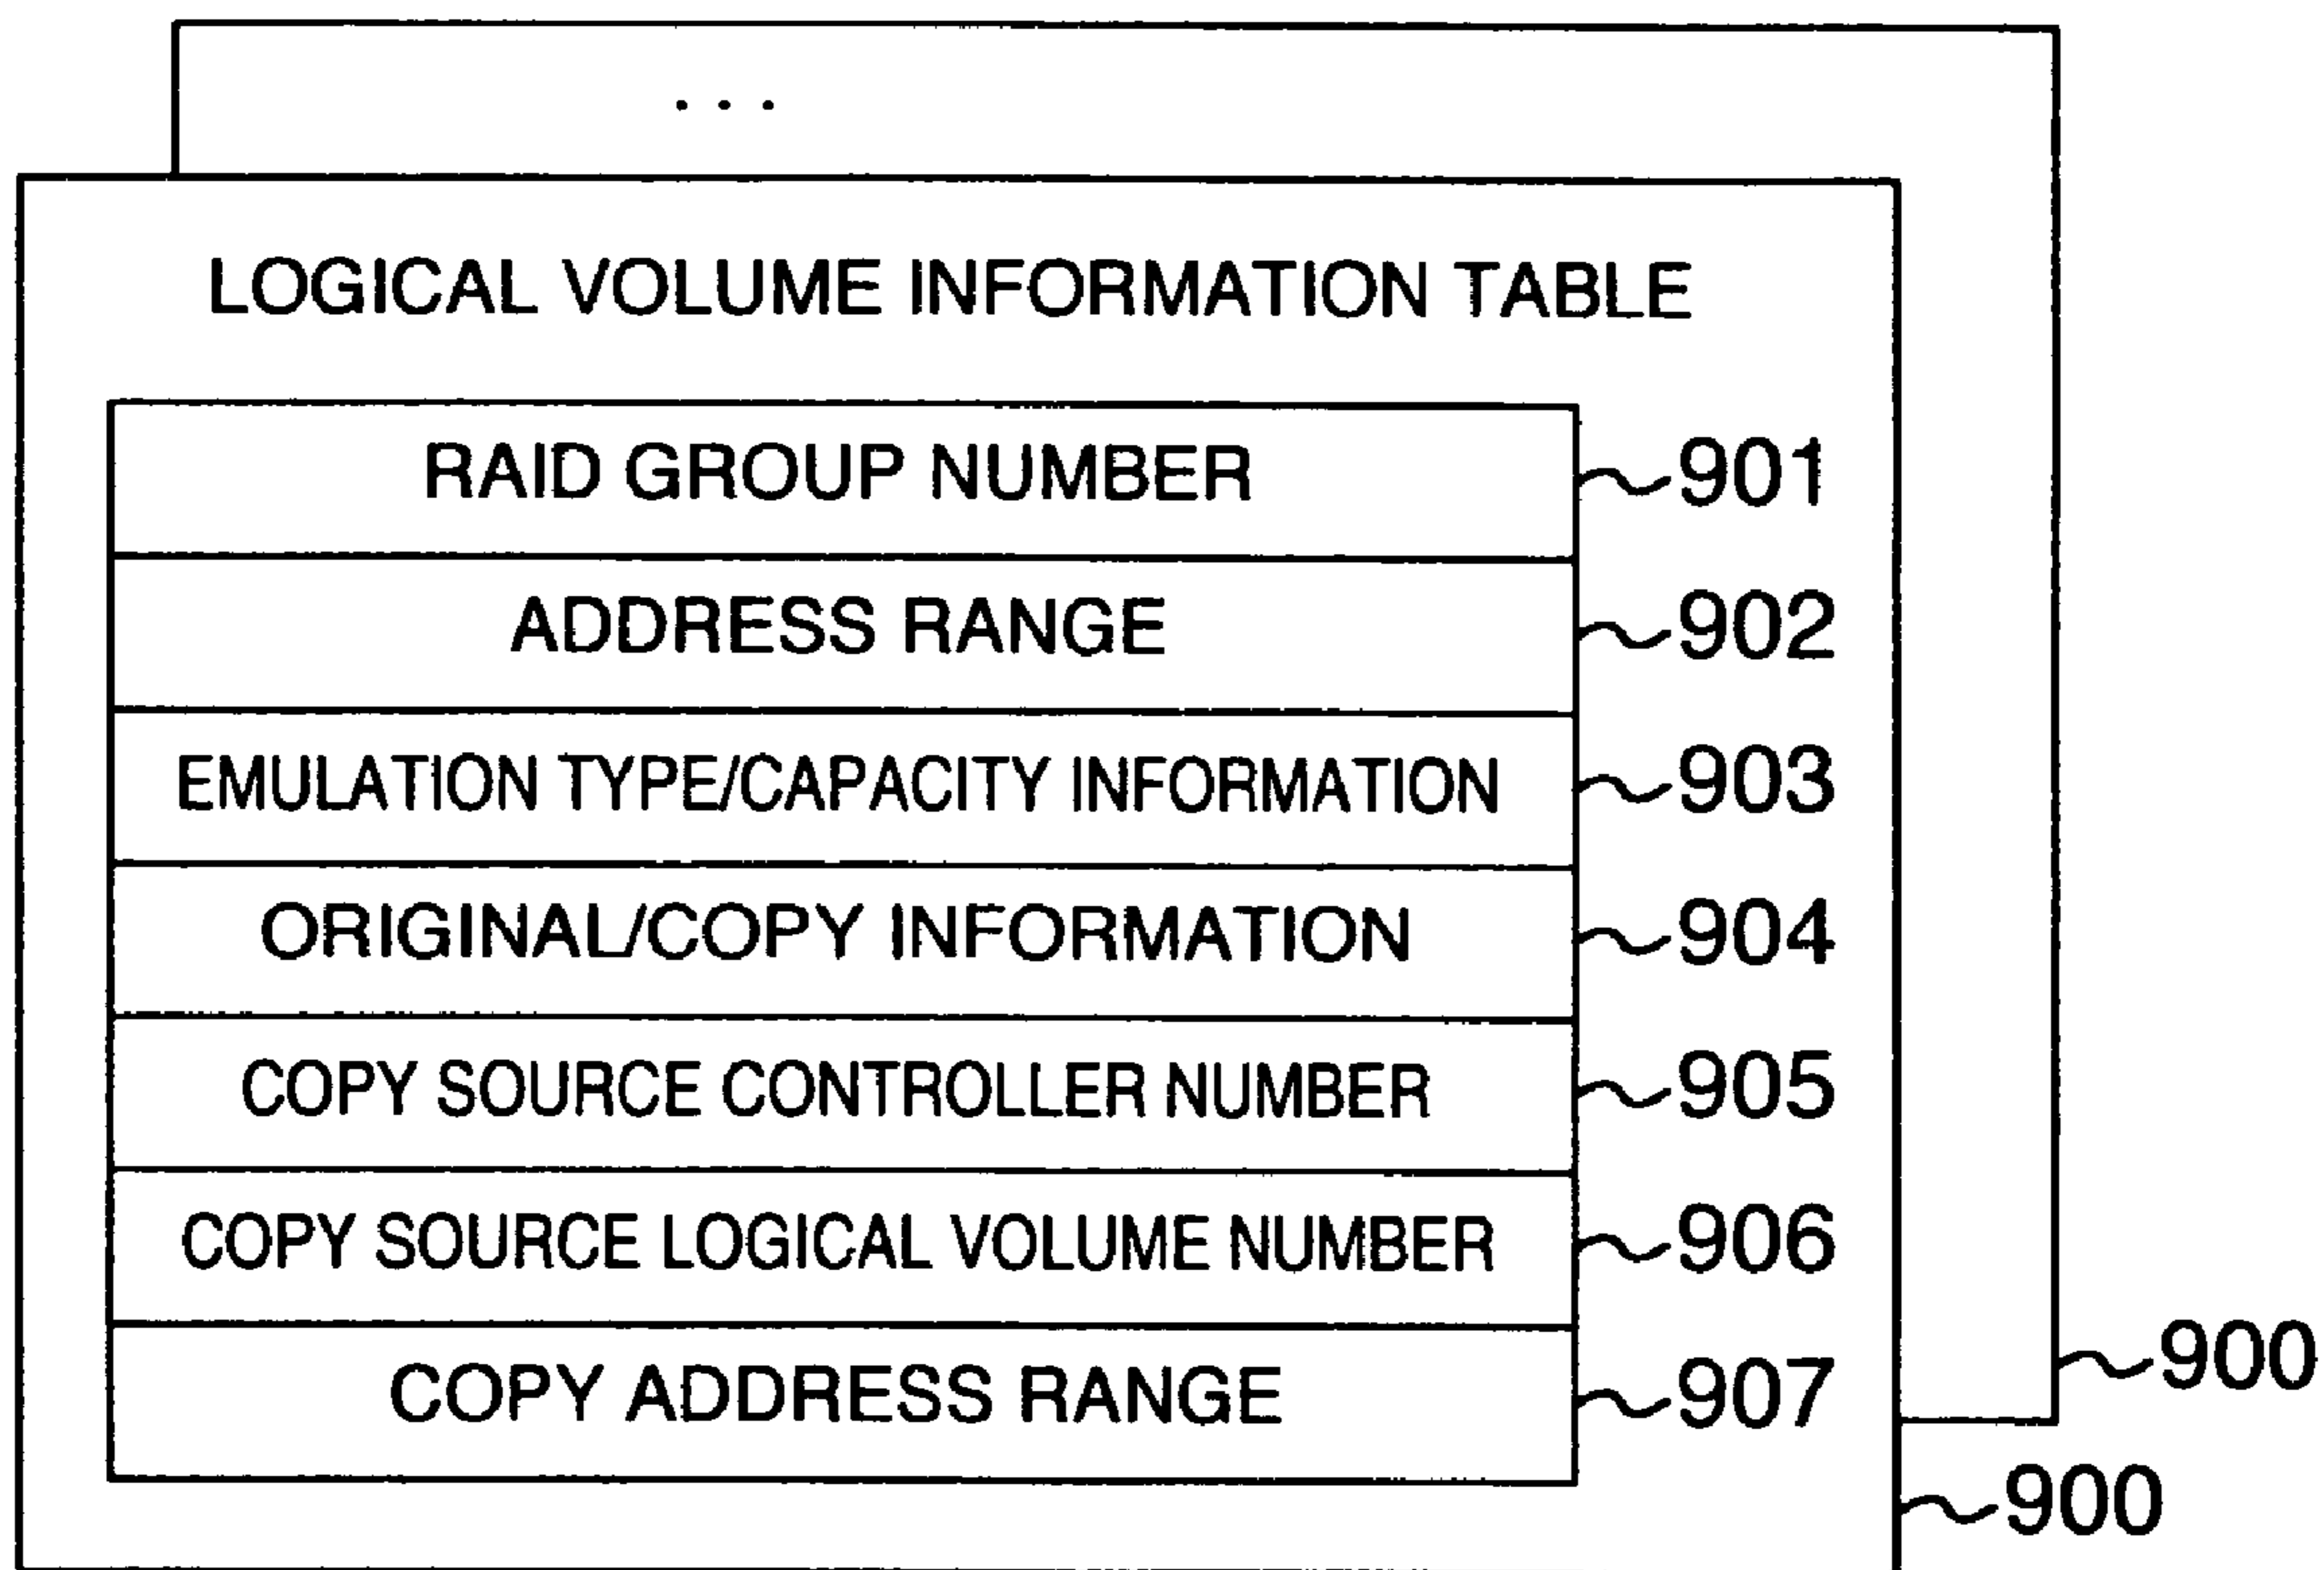 ...
LOGICAL VOLUME INFORMATION TABLE
RAID GROUP NUMBER 901
ADDRESS RANGE 902
EMULATION TYPE/CAPACITY INFORMATION 903
ORIGINAL/COPY INFORMATION 904
COPY SOURCE CONTROLLER NUMBER 905
COPY SOURCE LOGICAL VOLUME NUMBER 906
COPY ADDRESS RANGE 907
900
900